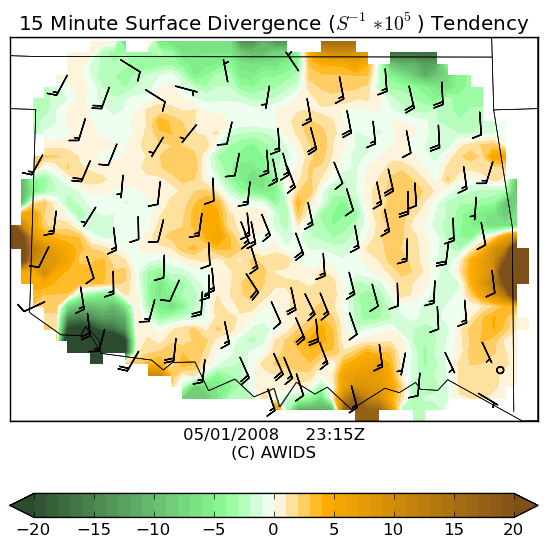 15 Minute Surface Divergence (S⁻¹ *10⁵ ) Tendency
05/01/2008 23:15Z
(C) AWIDS
−20 −15 −10 −5 0 5 10 15 20